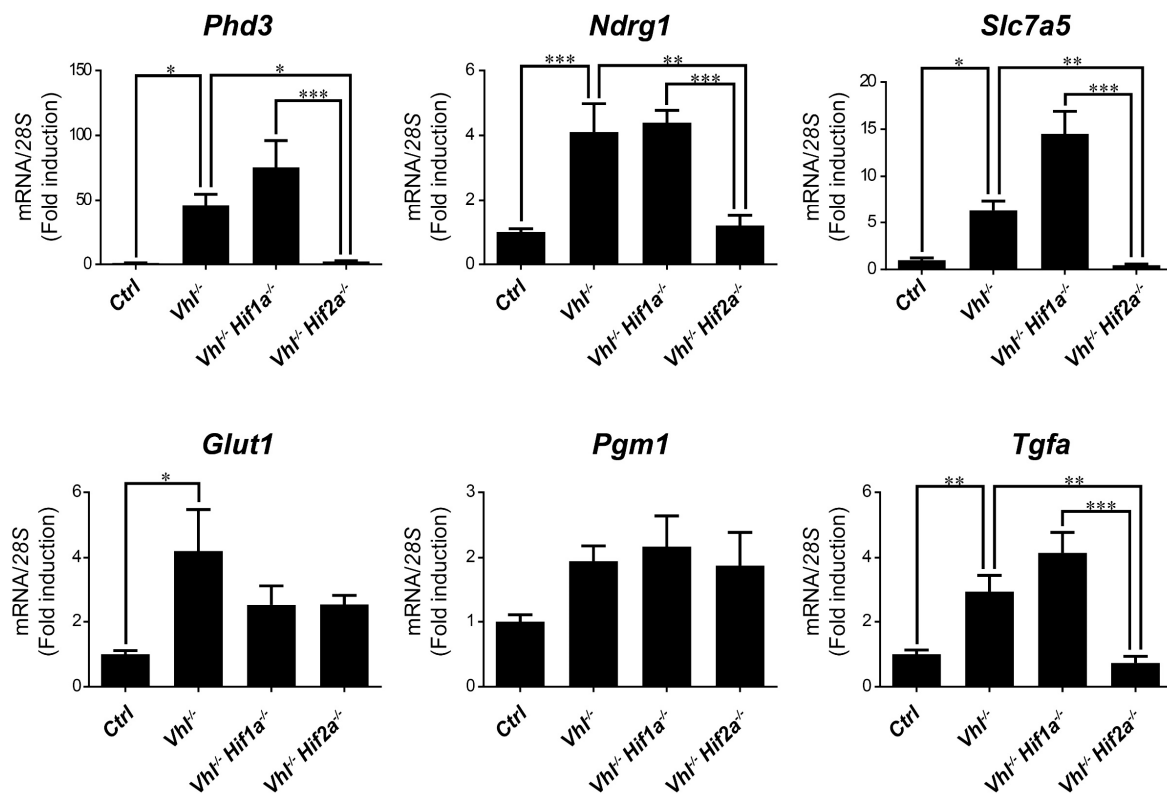 Phd3
Ndrg1
Slc7a5
mRNA/28S
(Fold induction)
150
100
50
0
*
*
***
Ctrl
Vhl-/-
Vhl-/- Hif1a-/-
Vhl-/- Hif2a-/-
mRNA/28S
(Fold induction)
6
4
2
0
***
**
***
Ctrl
Vhl-/-
Vhl-/- Hif1a-/-
Vhl-/- Hif2a-/-
mRNA/28S
(Fold induction)
20
15
10
5
0
*
**
***
Ctrl
Vhl-/-
Vhl-/- Hif1a-/-
Vhl-/- Hif2a-/-
Glut1
Pgm1
Tgfa
mRNA/28S
(Fold induction)
6
4
2
0
*
Ctrl
Vhl-/-
Vhl-/- Hif1a-/-
Vhl-/- Hif2a-/-
mRNA/28S
(Fold induction)
3
2
1
0
Ctrl
Vhl-/-
Vhl-/- Hif1a-/-
Vhl-/- Hif2a-/-
mRNA/28S
(Fold induction)
6
4
2
0
**
**
***
Ctrl
Vhl-/-
Vhl-/- Hif1a-/-
Vhl-/- Hif2a-/-